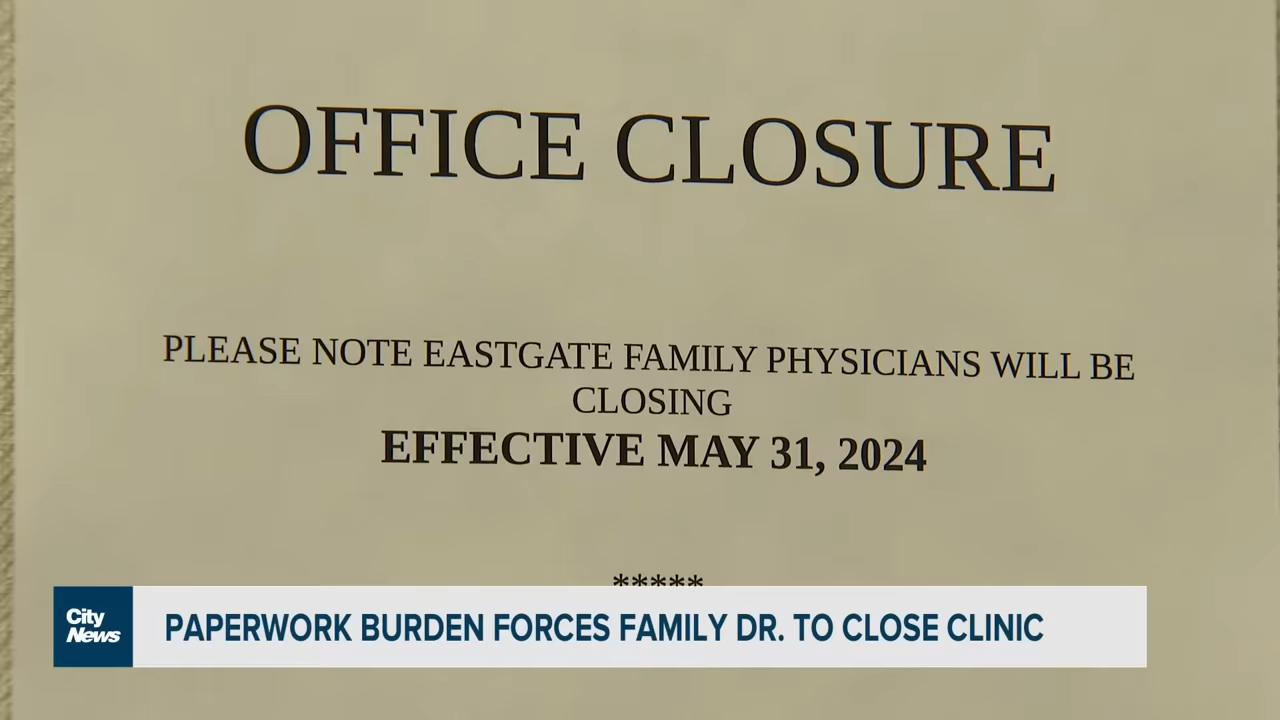 OFFICE CLOSURE
PLEASE NOTE EASTGATE FAMILY PHYSICIANS WILL BE
CLOSING
EFFECTIVE MAY 31, 2024
*****
City
News
PAPERWORK BURDEN FORCES FAMILY DR. TO CLOSE CLINIC